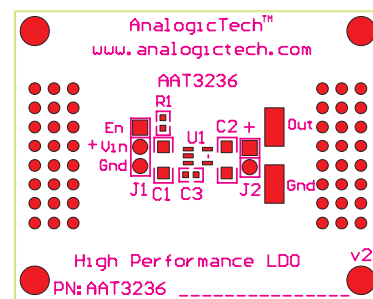 AnalogicTech™
www.analogictech.com
AAT3236
R1
En
U1
C2 +
Out
+Vin
Gnd
Gnd
J1 C1 C3 J2
High Performance LDO
v2
PN:AAT3236 _______________